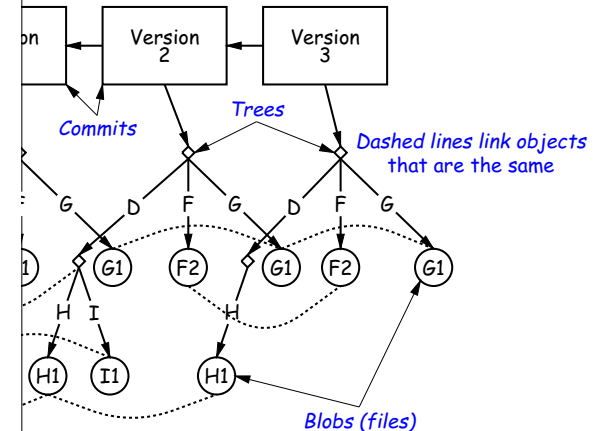 on
Version
2
Version
3
Trees
Commits
Dashed lines link objects
that are the same
G
D
F
G
D
F
G
1
G1
F2
G1
F2
G1
H
I
H
H1
I1
H1
Blobs (files)